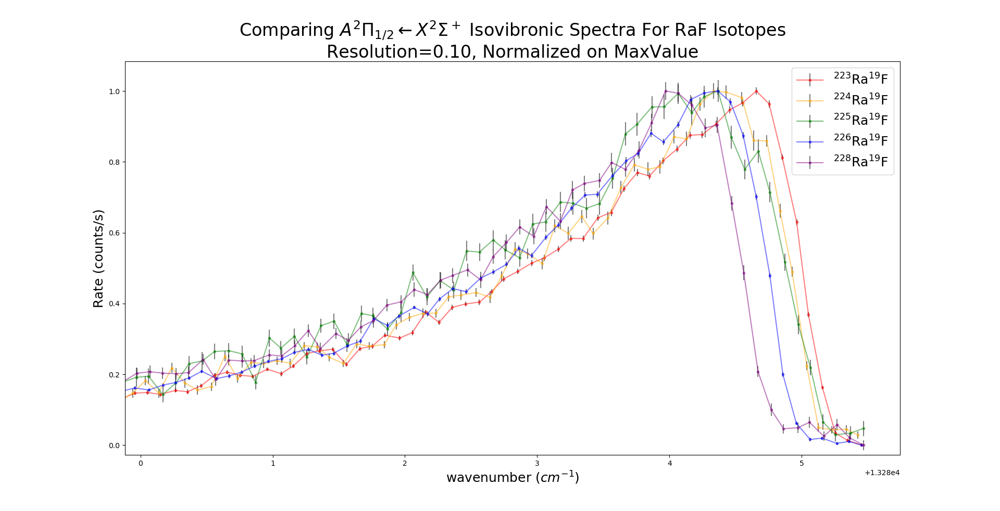 Comparing A²Π₁/₂ ← X²Σ⁺ Isovibronic Spectra For RaF Isotopes
Resolution=0.10, Normalized on MaxValue
²²³Ra¹⁹F
²²⁴Ra¹⁹F
²²⁵Ra¹⁹F
²²⁶Ra¹⁹F
²²⁸Ra¹⁹F
Rate (counts/s)
1.0
0.8
0.6
0.4
0.2
0.0
0 1 2 3 4 5
+1.328e4
wavenumber (cm⁻¹)